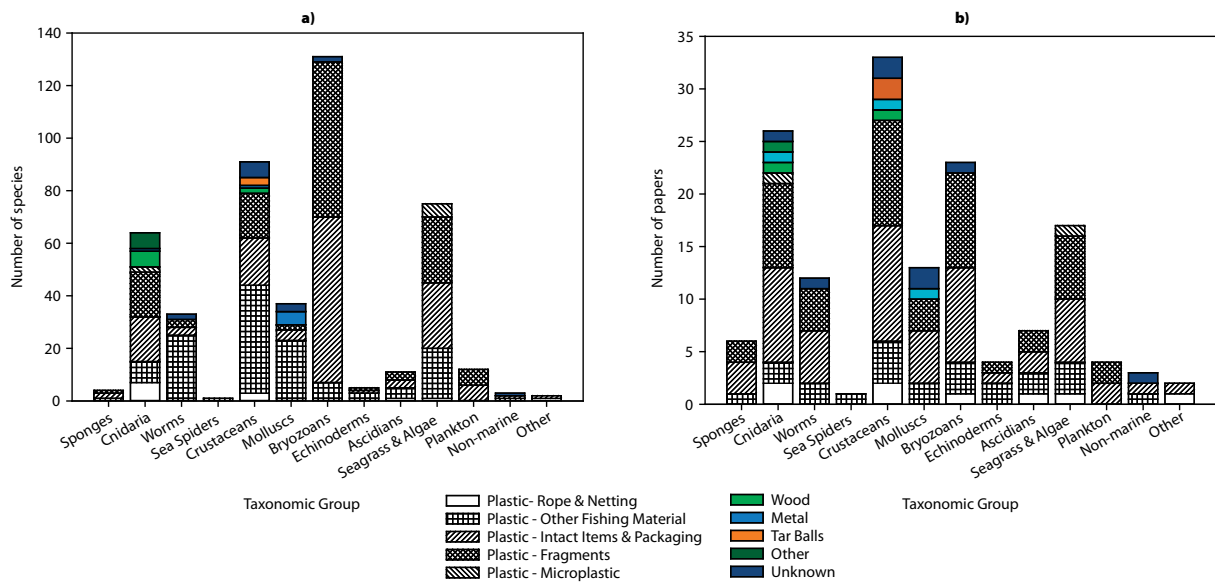 a)
140
120
100
80
60
40
20
0
Number of species
Sponges
Cnidaria
Worms
Sea Spiders
Crustaceans
Molluscs
Bryozoans
Echinoderms
Ascidians
Seagrass & Algae
Plankton
Non-marine
Other
Taxonomic Group
b)
35
30
25
20
15
10
5
0
Number of papers
Sponges
Cnidaria
Worms
Sea Spiders
Crustaceans
Molluscs
Bryozoans
Echinoderms
Ascidians
Seagrass & Algae
Plankton
Non-marine
Other
Taxonomic Group
Plastic- Rope & Netting
Plastic - Other Fishing Material
Plastic - Intact Items & Packaging
Plastic - Fragments
Plastic - Microplastic
Wood
Metal
Tar Balls
Other
Unknown